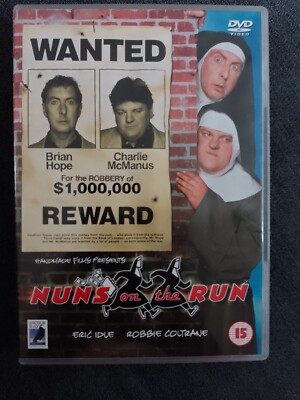 DVD
VIDEO
WANTED
Brian
Hope
Charlie
McManus
For the ROBBERY of
$1,000,000
REWARD
HANDMADE FILMS PRESENTS
NUNS on the RUN
ERIC IDLE ROBBIE COLTRANE
15